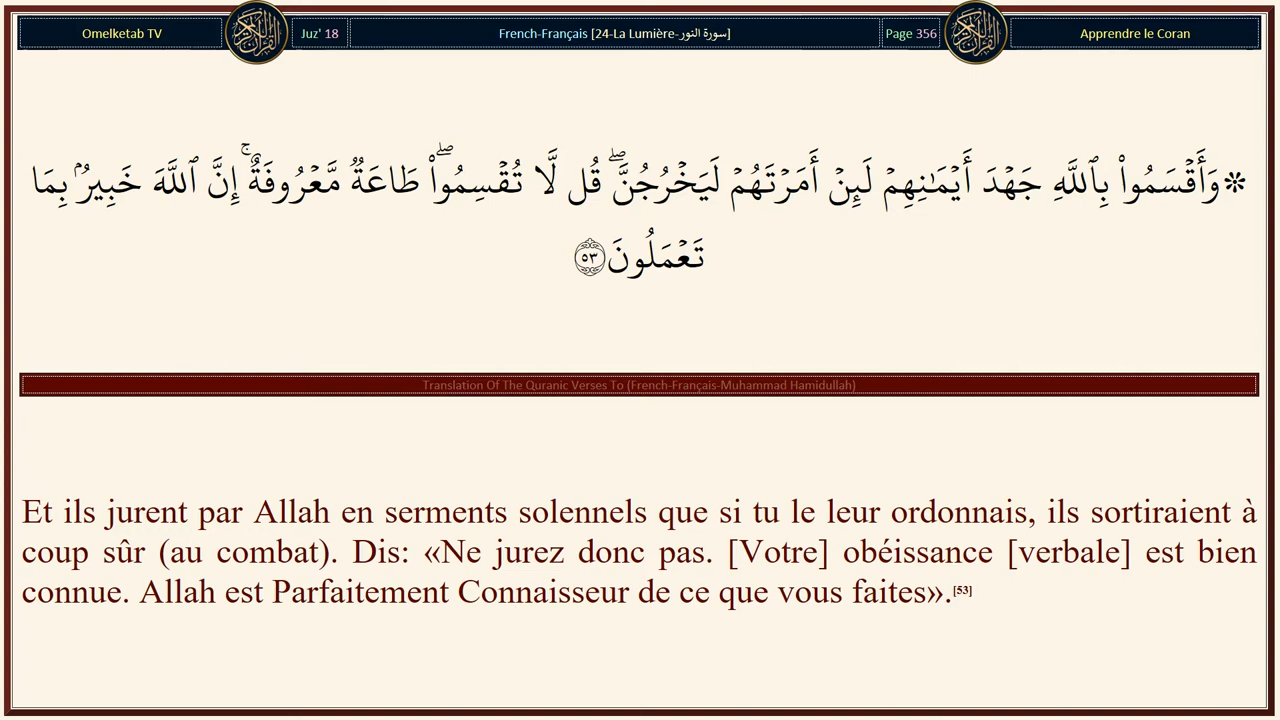 Omelketab TV
Juz' 18
French-Français [24-La Lumière-سورة النور]
Page 356
Apprendre le Coran
۞ وَأَقۡسَمُواْ بِٱللَّهِ جَهۡدَ أَيۡمَٰنِهِمۡ لَئِنۡ أَمَرۡتَهُمۡ لَيَخۡرُجُنَّۖ قُل لَّا تُقۡسِمُواْۖ طَاعَةٞ مَّعۡرُوفَةٌۚ إِنَّ ٱللَّهَ خَبِيرُۢ بِمَا
تَعۡمَلُونَ ٥٣
Translation Of The Quranic Verses To (French-Français-Muhammad Hamidullah)
Et ils jurent par Allah en serments solennels que si tu le leur ordonnais, ils sortiraient à
coup sûr (au combat). Dis: «Ne jurez donc pas. [Votre] obéissance [verbale] est bien
connue. Allah est Parfaitement Connaisseur de ce que vous faites».[53]